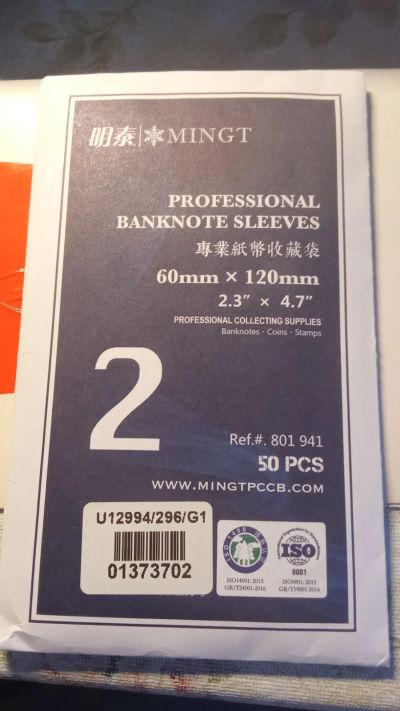 明泰 MINGT
PROFESSIONAL
BANKNOTE SLEEVES
專業紙幣收藏袋
60mm × 120mm
2.3” × 4.7”
PROFESSIONAL COLLECTING SUPPLIES
Banknotes · Coins · Stamps
2
Ref.#. 801 941
50 PCS
WWW.MINGTPCCB.COM
U12994/296/G1
01373702
ISO
9001
ISO14001: 2015
GB/T24001-2016
ISO9001: 2015
GB/T19001-2016